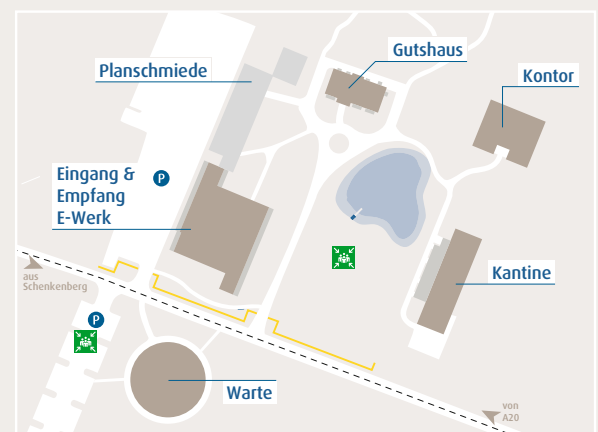 Gutshaus
Planschmiede
Kontor
Eingang &
Empfang
E-Werk
P
Kantine
aus
Schenkenberg
P
Warte
von
A20